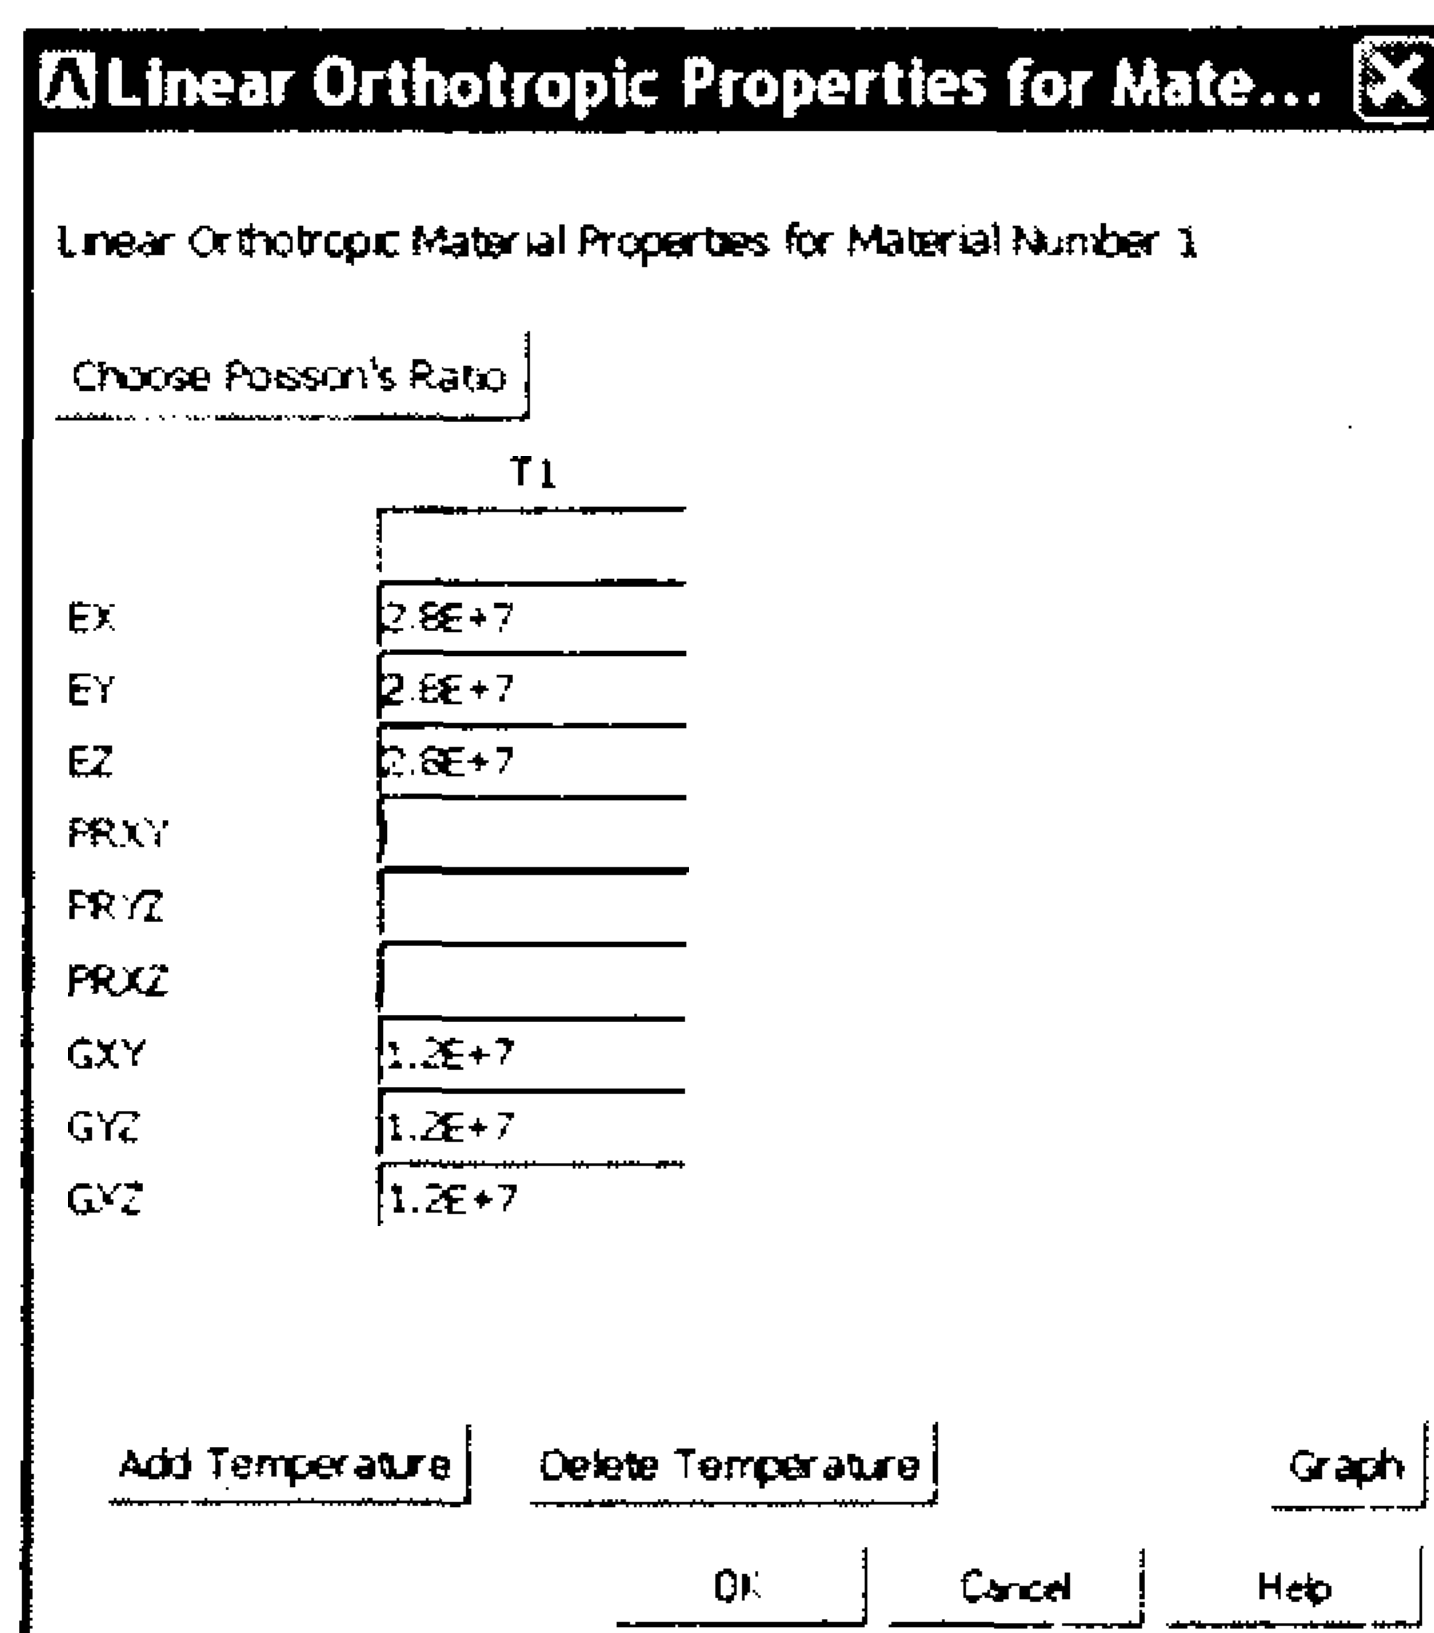 Linear Orthotropic Properties for Mate...
Linear Orthotropic Material Properties for Material Number 1
Choose Poisson's Ratio
T1
EX 2.8E+7
EY 2.8E+7
EZ 2.8E+7
PRXY
PRYZ
PRXZ
GXY 1.2E+7
GYZ 1.2E+7
GXZ 1.2E+7
Add Temperature Delete Temperature Graph
OK Cancel Help